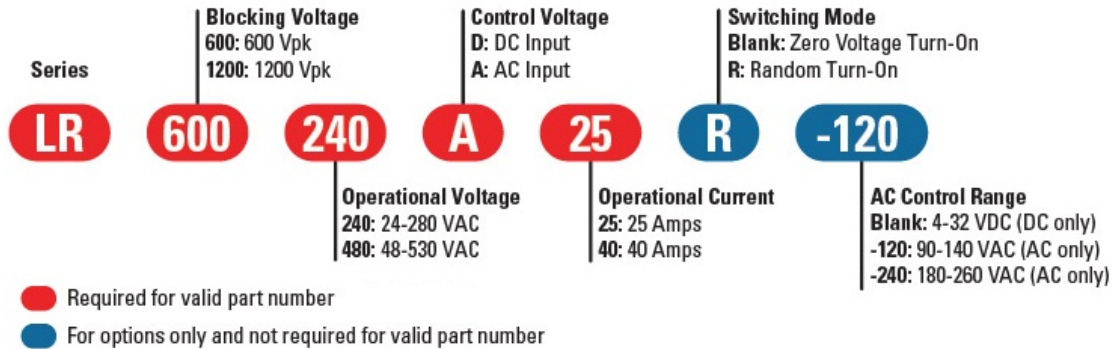 Blocking Voltage
600: 600 Vpk
1200: 1200 Vpk
Control Voltage
D: DC Input
A: AC Input
Switching Mode
Blank: Zero Voltage Turn-On
R: Random Turn-On
Series
LR 600 240 A 25 R -120
Operational Voltage
240: 24-280 VAC
480: 48-530 VAC
Operational Current
25: 25 Amps
40: 40 Amps
AC Control Range
Blank: 4-32 VDC (DC only)
-120: 90-140 VAC (AC only)
-240: 180-260 VAC (AC only)
Required for valid part number
For options only and not required for valid part number